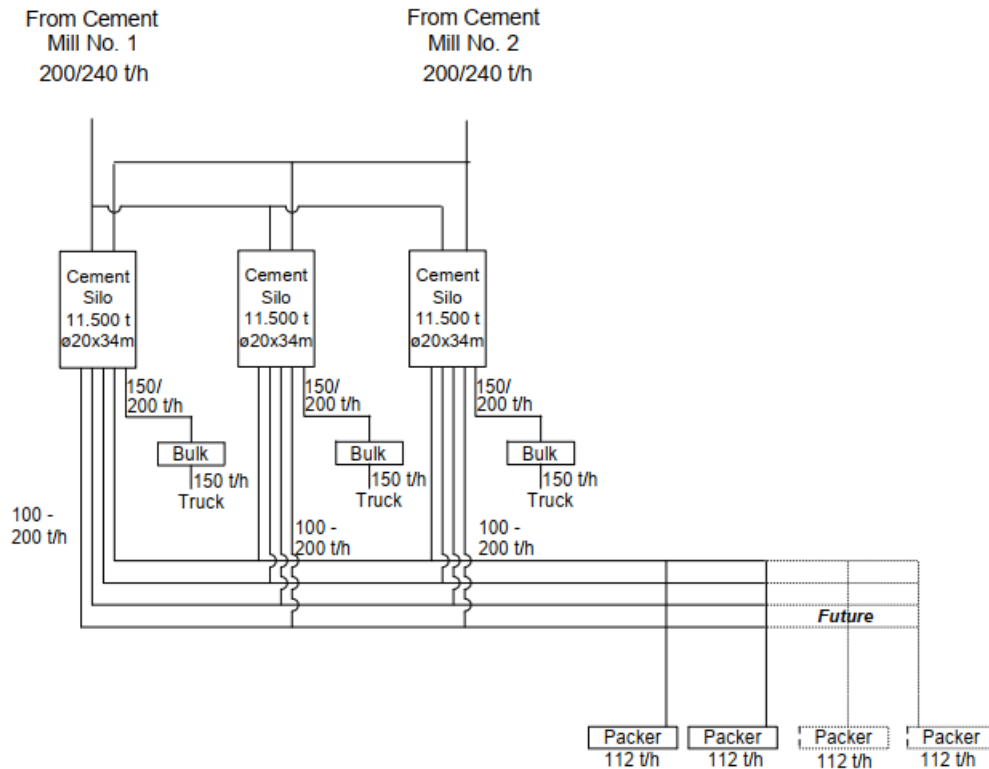 From Cement
Mill No. 1
200/240 t/h
From Cement
Mill No. 2
200/240 t/h
Cement
Silo
11.500 t
ø20x34m
Cement
Silo
11.500 t
ø20x34m
Cement
Silo
11.500 t
ø20x34m
150/
200 t/h
Bulk
150 t/h
Truck
150/
200 t/h
Bulk
150 t/h
Truck
150/
200 t/h
Bulk
150 t/h
Truck
100 -
200 t/h
100 -
200 t/h
100 -
200 t/h
Future
Packer
112 t/h
Packer
112 t/h
Packer
112 t/h
Packer
112 t/h